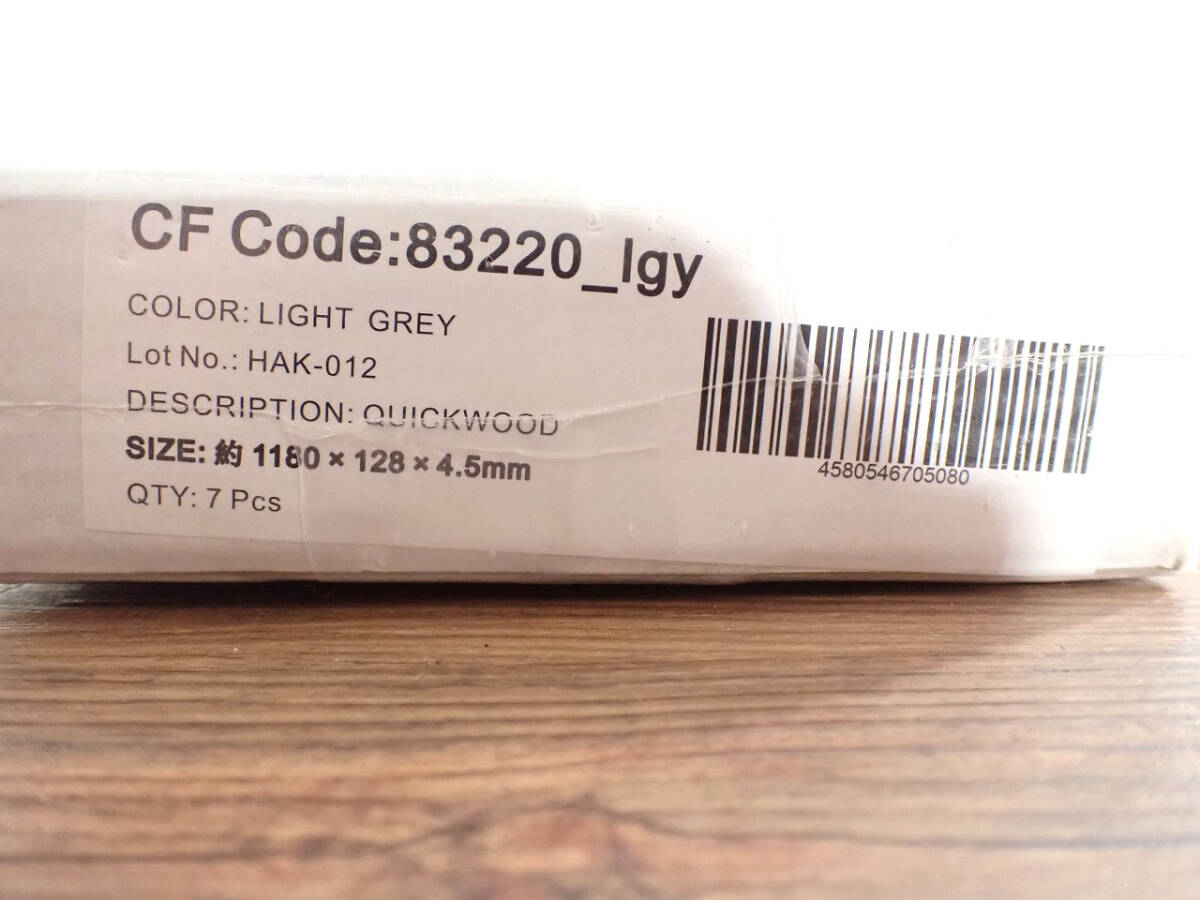 CF Code:83220_lgy
COLOR: LIGHT GREY
Lot No.: HAK-012
DESCRIPTION: QUICKWOOD
SIZE: 約 1180 × 128 × 4.5mm
QTY: 7 Pcs
4580546705080